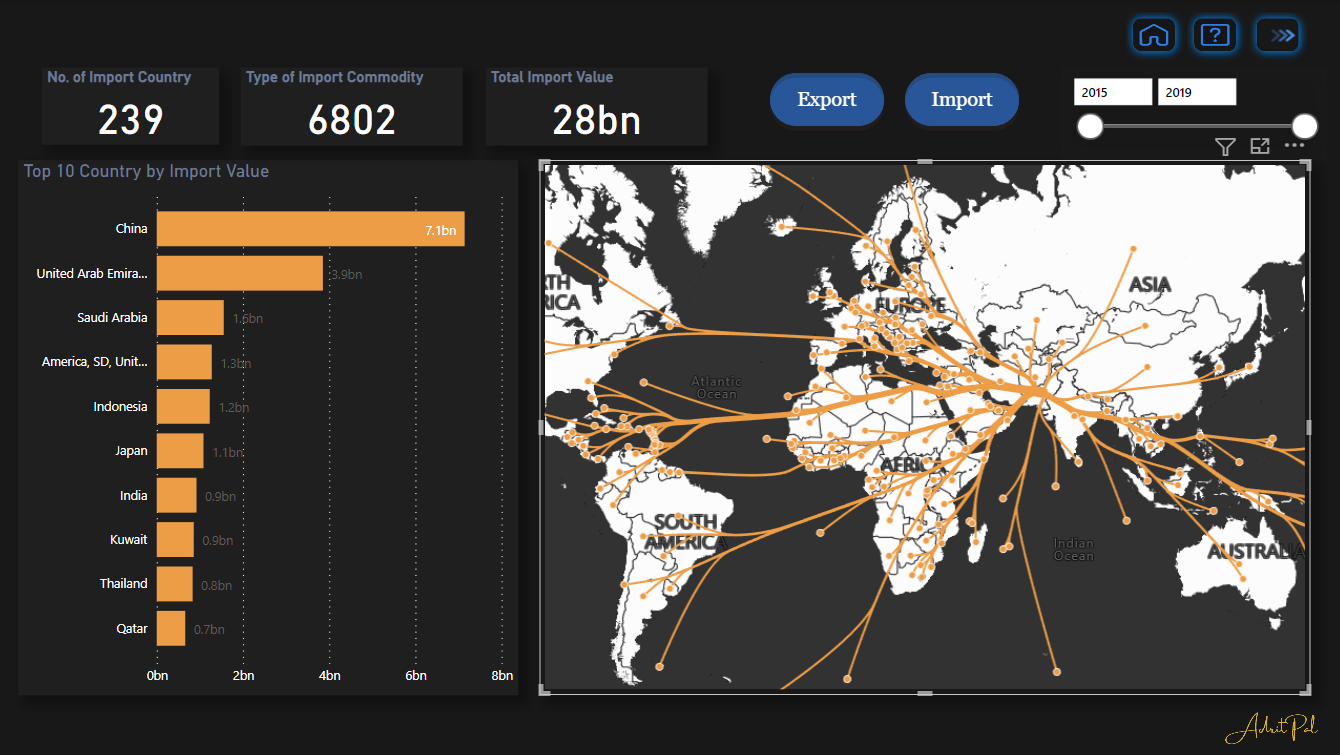 No. of Import Country
239
Type of Import Commodity
6802
Total Import Value
28bn
Export
Import
2015
2019
Top 10 Country by Import Value
China
7.1bn
United Arab Emira...
3.9bn
Saudi Arabia
1.6bn
America, SD, Unit...
1.3bn
Indonesia
1.2bn
Japan
1.1bn
India
0.9bn
Kuwait
0.9bn
Thailand
0.8bn
Qatar
0.7bn
0bn
2bn
4bn
6bn
8bn
TH
RICA
EUROPE
ASIA
Atlantic
Ocean
AFRICA
SOUTH
AMERICA
Indian
Ocean
AUSTRALIA
AdritPal